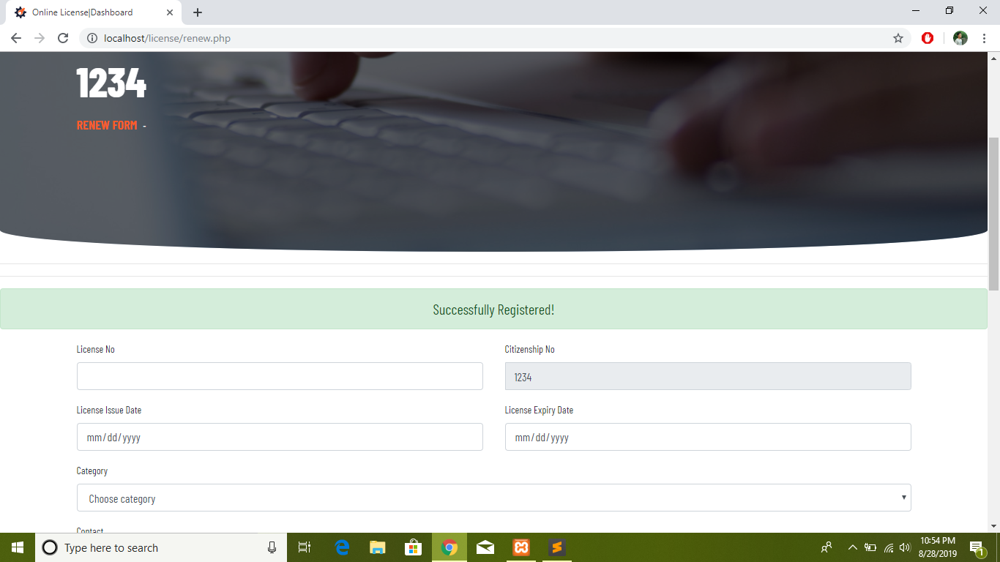 Online License|Dashboard
localhost/license/renew.php
1234
RENEW FORM -
Successfully Registered!
License No
Citizenship No
1234
License Issue Date
License Expiry Date
mm/dd/yyyy
mm/dd/yyyy
Category
Choose category
Contact
Type here to search
10:54 PM
8/28/2019
1